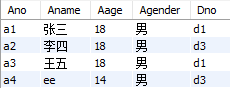 Ano Aname Aage Agender Dno
a1 张三 18 男 d1
a2 李四 18 男 d3
a3 王五 18 男 d1
a4 ee 14 男 d3